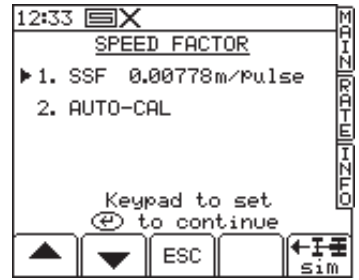 12:33
SPEED FACTOR
1. SSF 0.00778m/Pulse
2. AUTO-CAL
Keypad to set
to continue
ESC
sim
MAIN
RATE
INFO